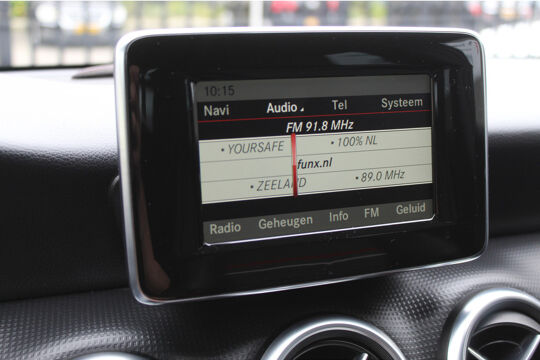 10:15
Navi Audio Tel Systeem
FM 91.8 MHz
• YOURSAFE • 100% NL
funx.nl
• ZEELAND • 89.0 MHz
Radio Geheugen Info FM Geluid